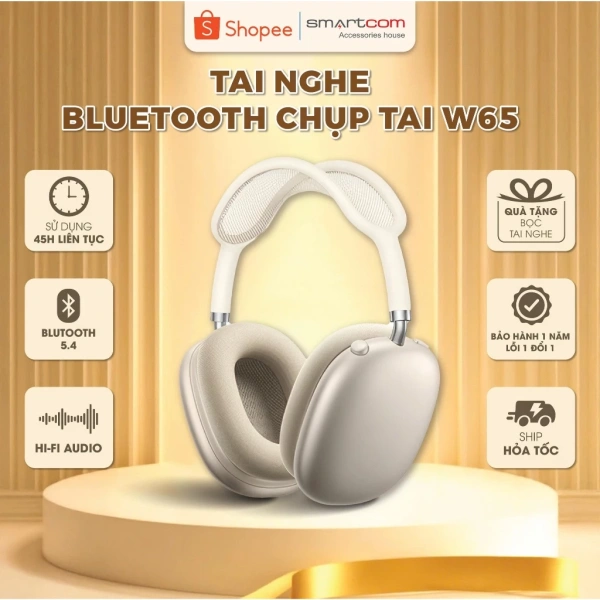 S Shopee
smartcom
Accessories house
TAI NGHE
BLUETOOTH CHỤP TAI W65
SỬ DỤNG
45H LIÊN TỤC
BLUTOOTH
5.4
HI-FI AUDIO
QUÀ TẶNG
BỌC
TAI NGHE
BẢO HÀNH 1 NĂM
LỖI 1 ĐỔI 1
SHIP
HỎA TỐC